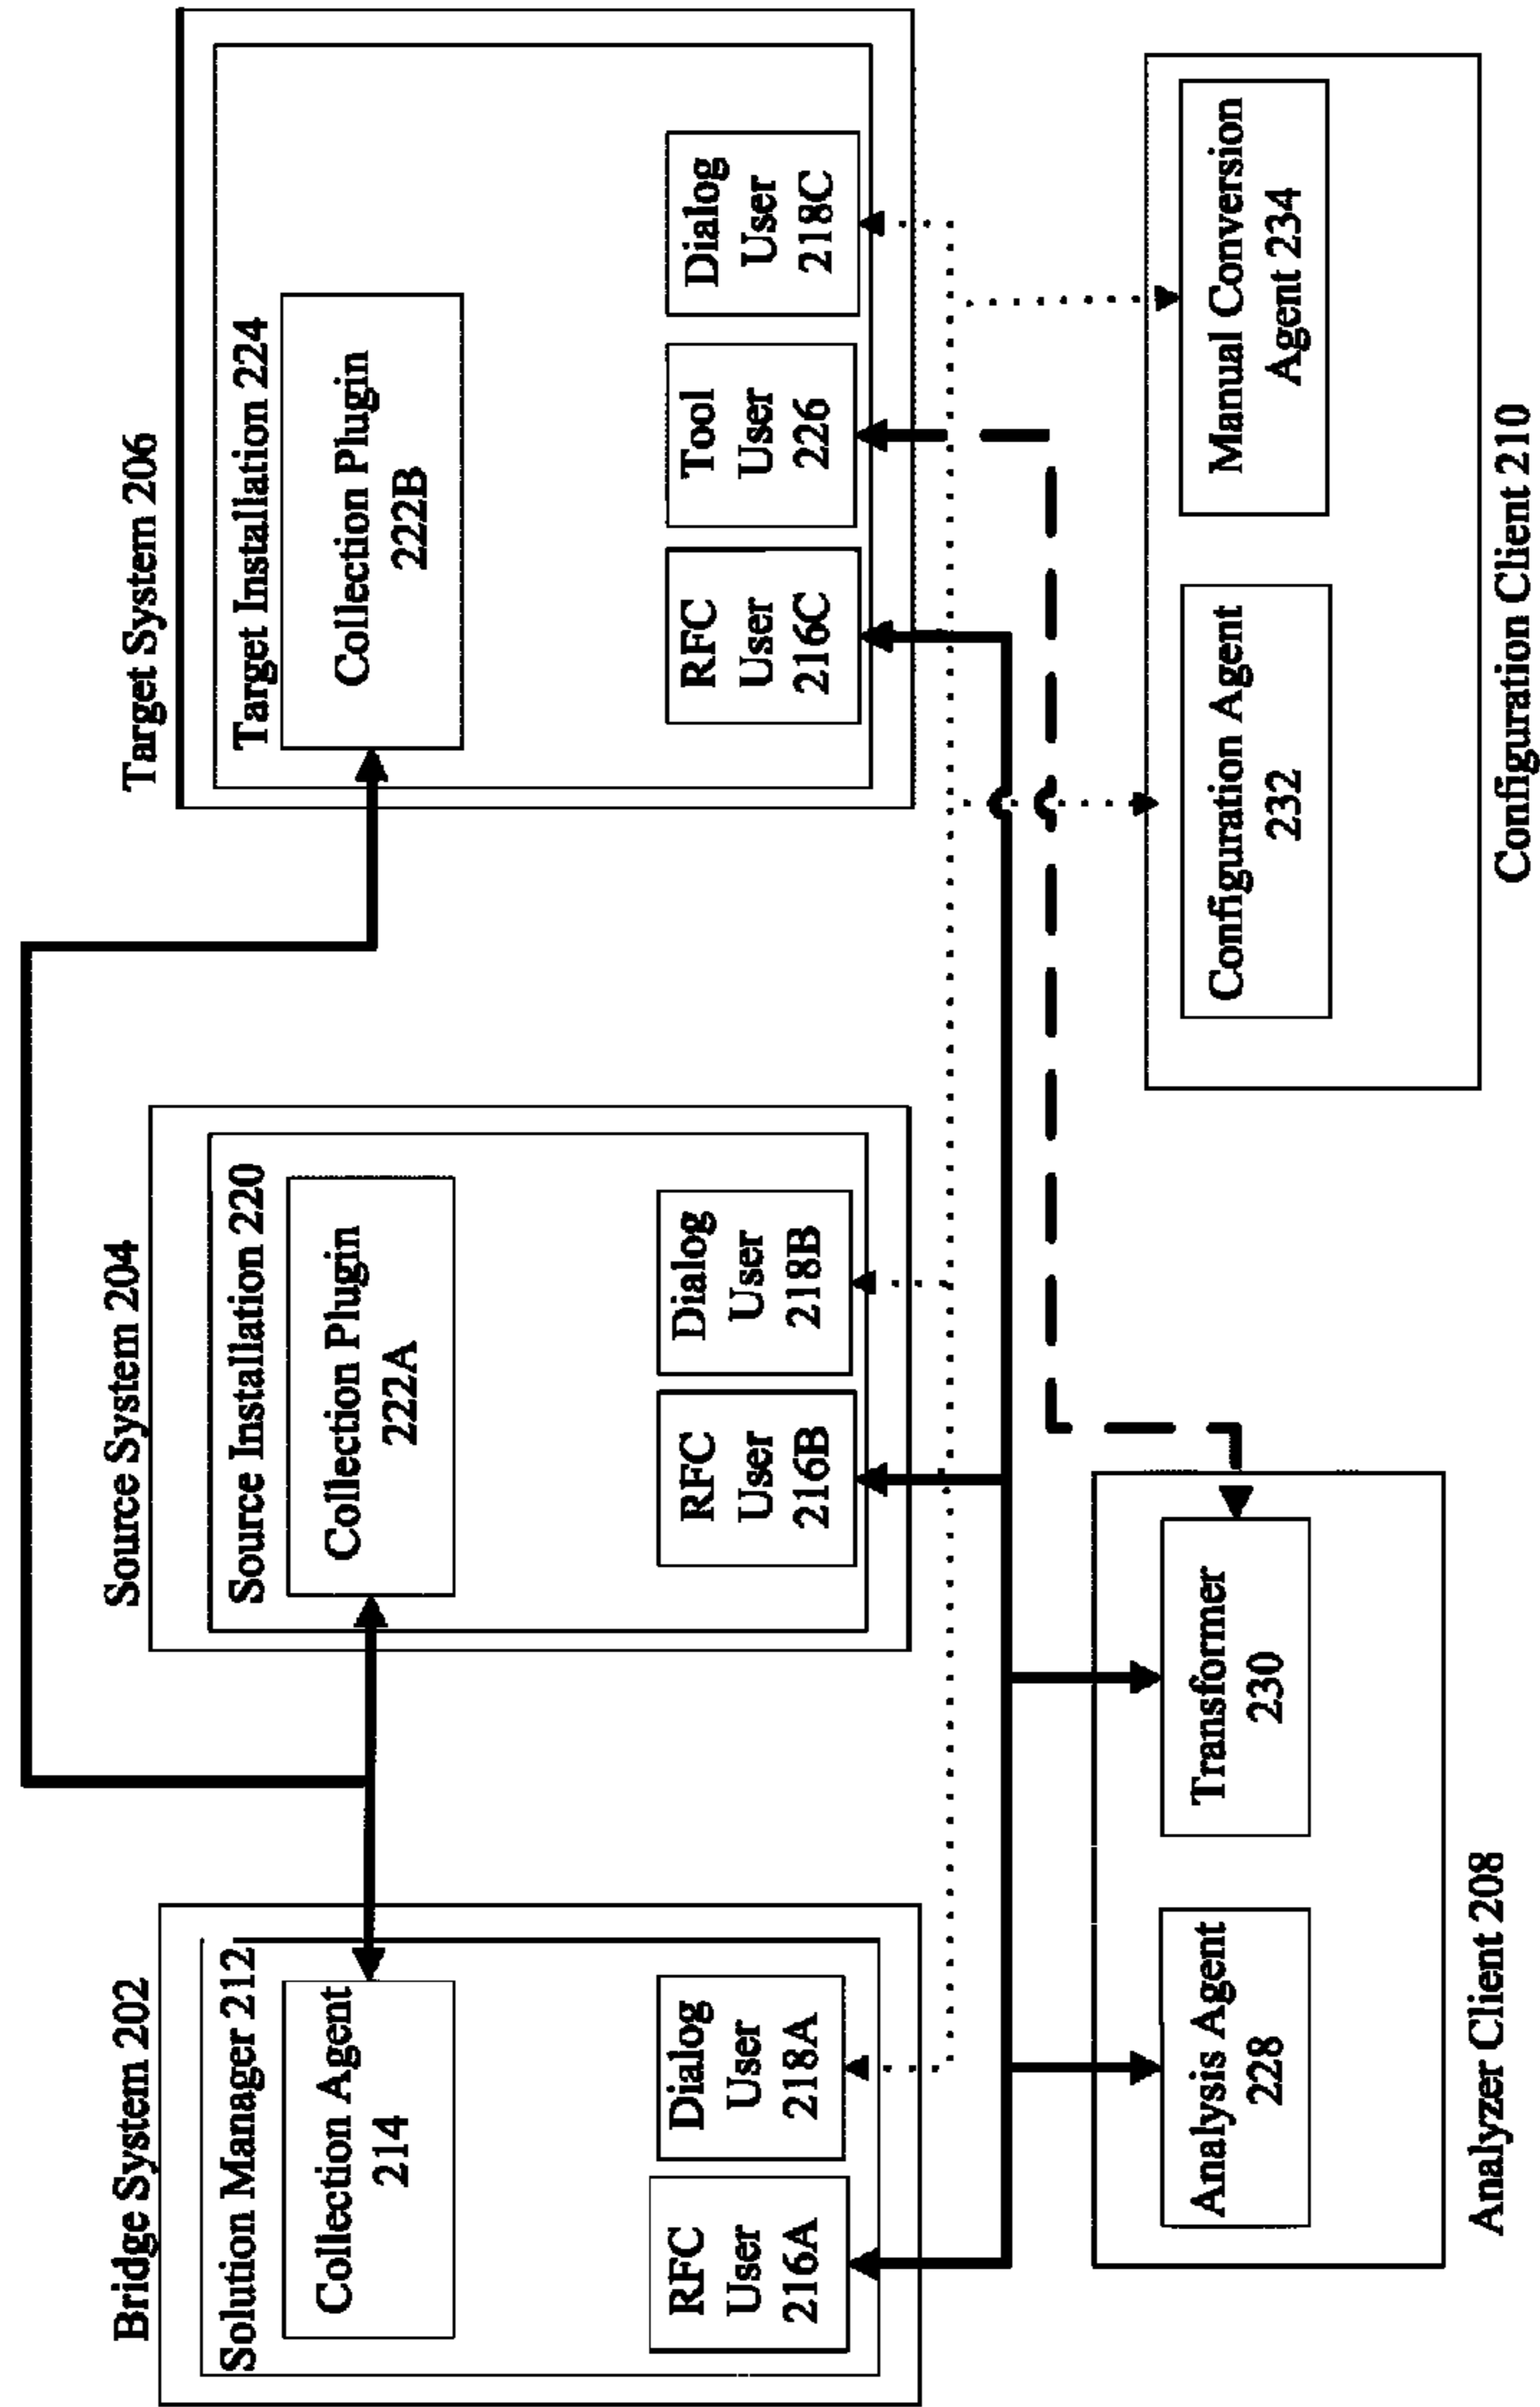 Bridge System 202
Solution Manager 212
Collection Agent
214
RFC
User
216A
Dialog
User
218A
Source System 204
Source Installation 220
Collection Plugin
222A
RFC
User
216B
Dialog
User
218B
Target System 206
Target Installation 224
Collection Plugin
222B
RFC
User
216C
Tool
User
226
Dialog
User
218C
Analysis Agent
228
Transformer
230
Analyzer Client 208
Configuration Agent
232
Manual Conversion
Agent 234
Configuration Client 210